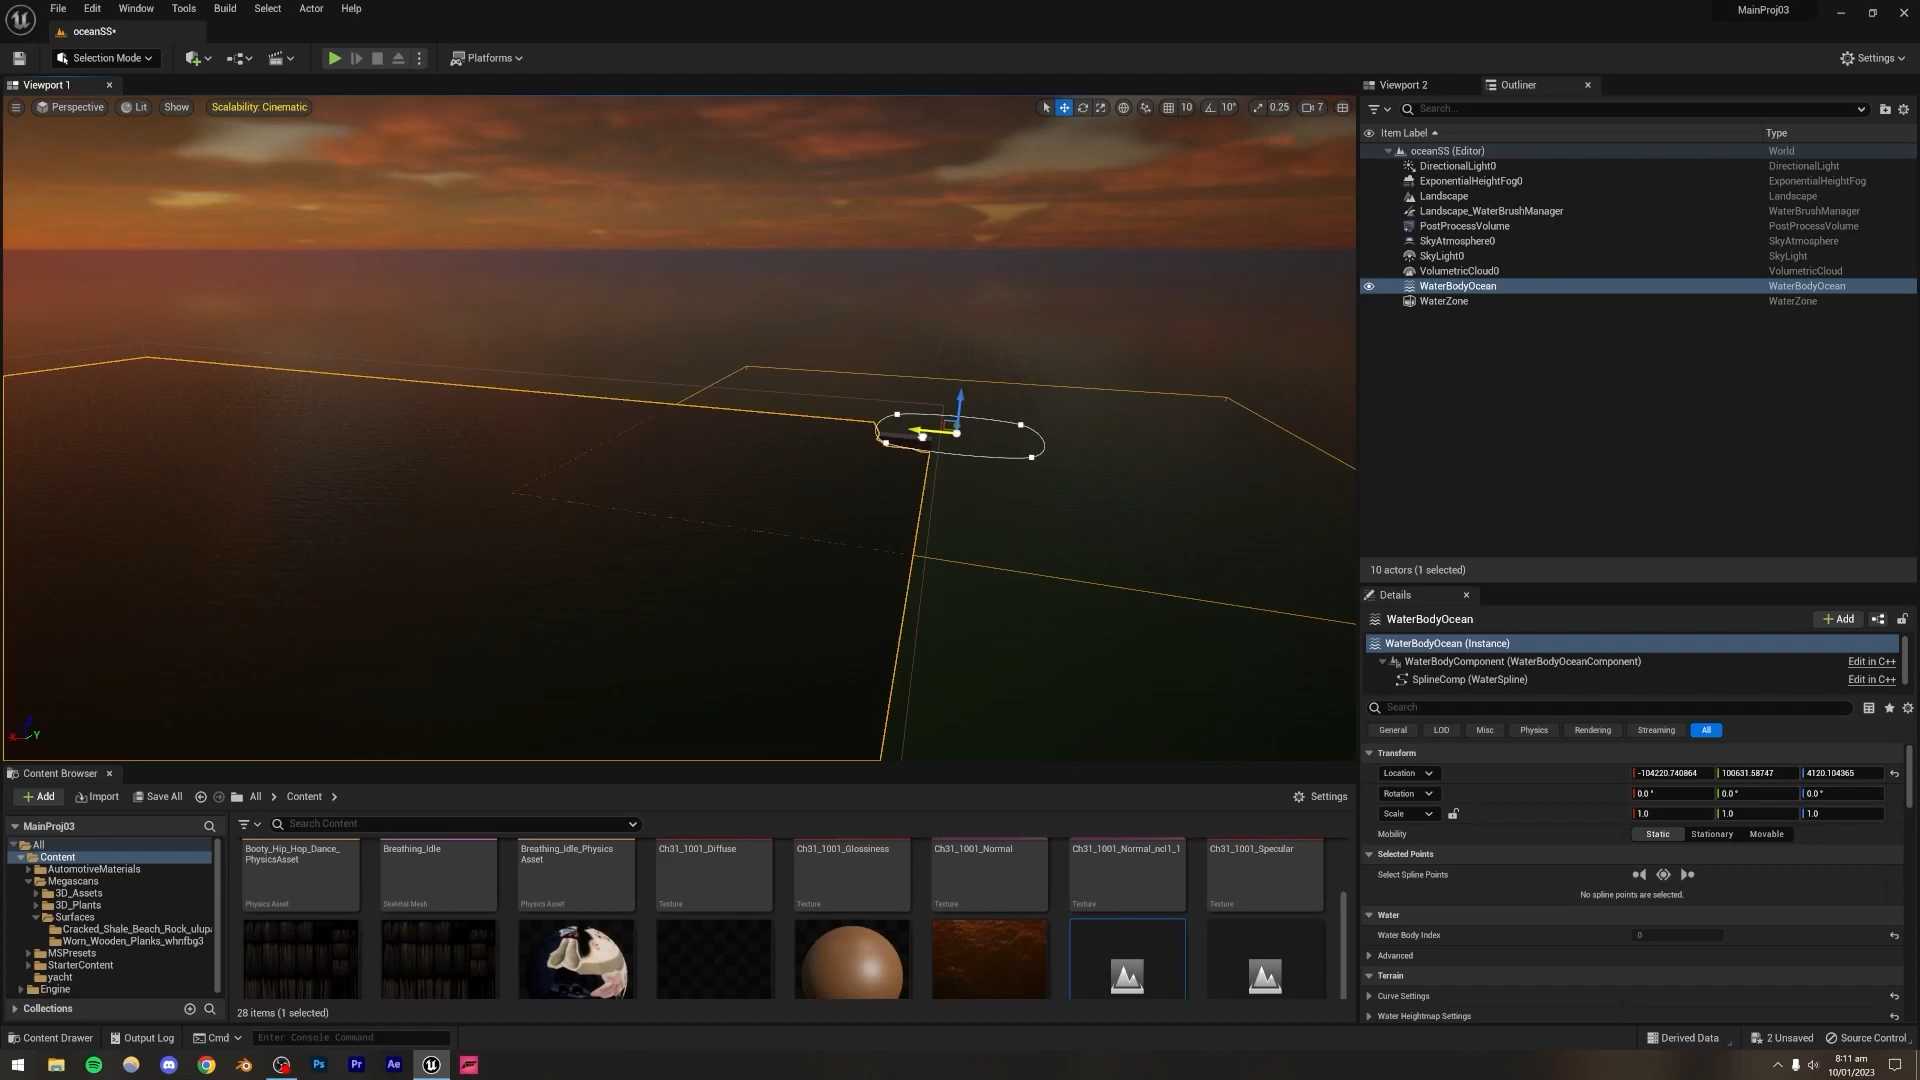 File Edit Window Tools Build Select Actor Help
MainProj03
oceanSS*
Selection Mode
Platforms
Settings
Viewport 1
Perspective Lit Show Scalability: Cinematic
10 10° 0.25 7
Viewport 2 Outliner
Search...
Item Label Type
oceanSS (Editor) World
DirectionalLight0 DirectionalLight
ExponentialHeightFog0 ExponentialHeightFog
Landscape Landscape
Landscape_WaterBrushManager WaterBrushManager
PostProcessVolume PostProcessVolume
SkyAtmosphere0 SkyAtmosphere
SkyLight0 SkyLight
VolumetricCloud0 VolumetricCloud
WaterBodyOcean WaterBodyOcean
WaterZone WaterZone
10 actors (1 selected)
Details
WaterBodyOcean
Add
WaterBodyOcean (Instance)
WaterBodyComponent (WaterBodyOceanComponent) Edit in C++
SplineComp (WaterSpline) Edit in C++
Search
General LOD Misc Physics Rendering Streaming All
Transform
Location -104220.740864 100631.58747 4120.104365
Rotation 0.0 ° 0.0 ° 0.0 °
Scale 1.0 1.0 1.0
Mobility Static Stationary Movable
Selected Points
Select Spline Points
No spline points are selected.
Water
Water Body Index 0
Advanced
Terrain
Curve Settings
Water Heightmap Settings
X Y
Content Browser
Add Import Save All All Content Settings
MainProj03
Search Content
All
Content
AutomotiveMaterials
Megascans
3D_Assets
3D_Plants
Surfaces
Cracked_Shale_Beach_Rock_ulup
Worn_Wooden_Planks_whnfbg3
MSPresets
StarterContent
yacht
Engine
Collections
Booty_Hip_Hop_Dance_
PhysicsAsset
Physics Asset
Breathing_Idle
Skeletal Mesh
Breathing_Idle_Physics
Asset
Physics Asset
Ch31_1001_Diffuse
Texture
Ch31_1001_Glossiness
Texture
Ch31_1001_Normal
Texture
Ch31_1001_Normal_ncl1_1
Texture
Ch31_1001_Specular
Texture
28 items (1 selected)
Content Drawer Output Log Cmd Enter Console Command
Derived Data 2 Unsaved Source Control
Ps Pr Ae
8:11 am
10/01/2023